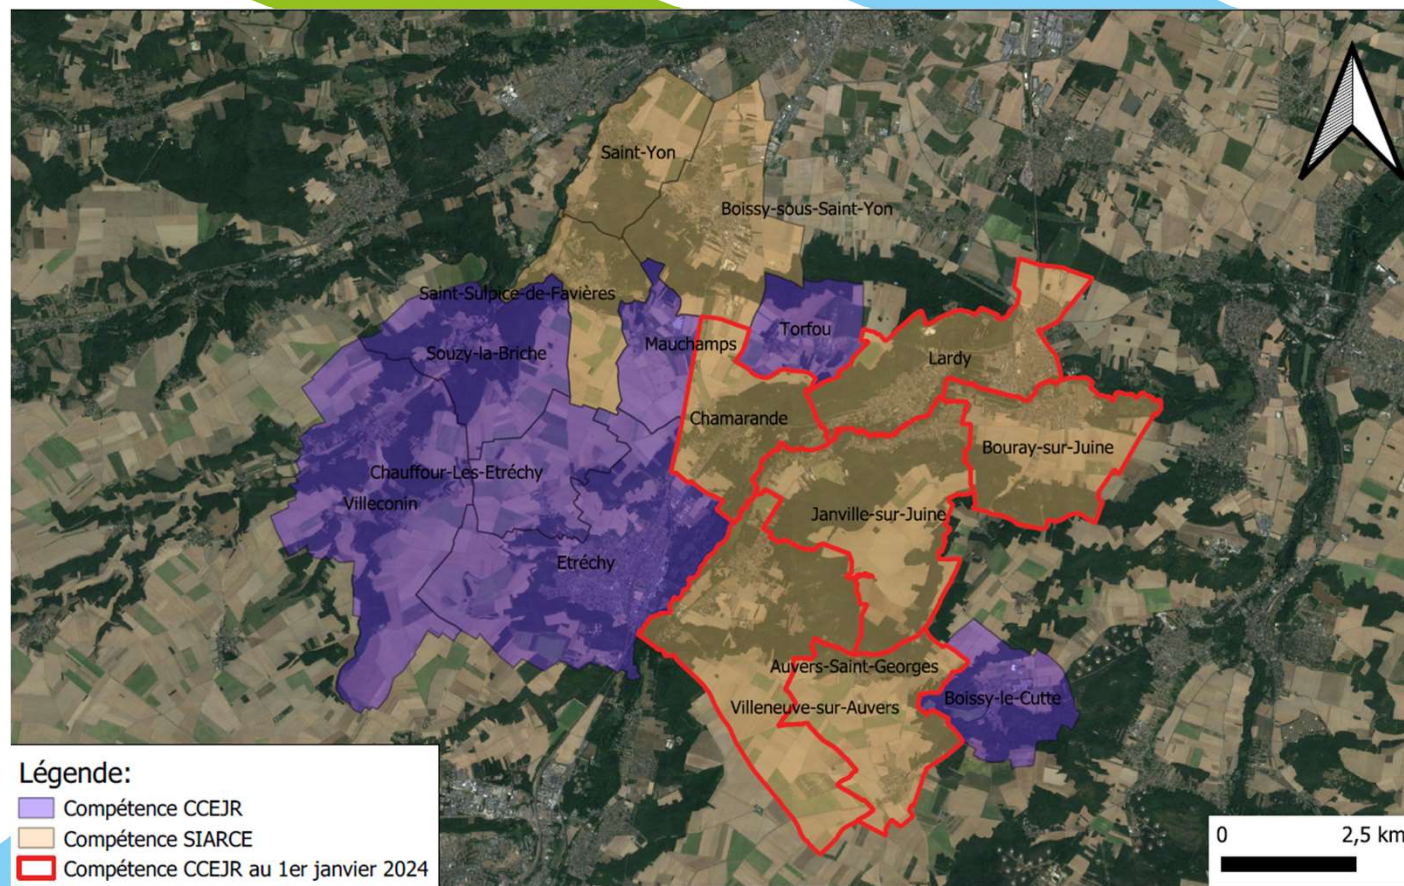 Saint-Yon
Boissy-sous-Saint-Yon
Saint-Sulpice-de-Favières
Torfou
Mauchamps
Souzy-la-Briche
Lardy
Chamarande
Bouray-sur-Juine
Chauffour-Les-Etréchy
Villeconin
Janville-sur-Juine
Etréchy
Auvers-Saint-Georges
Boissy-le-Cutte
Villeneuve-sur-Auvers
Légende:
Compétence CCEJR
Compétence SIARCE
Compétence CCEJR au 1er janvier 2024
0 2,5 km